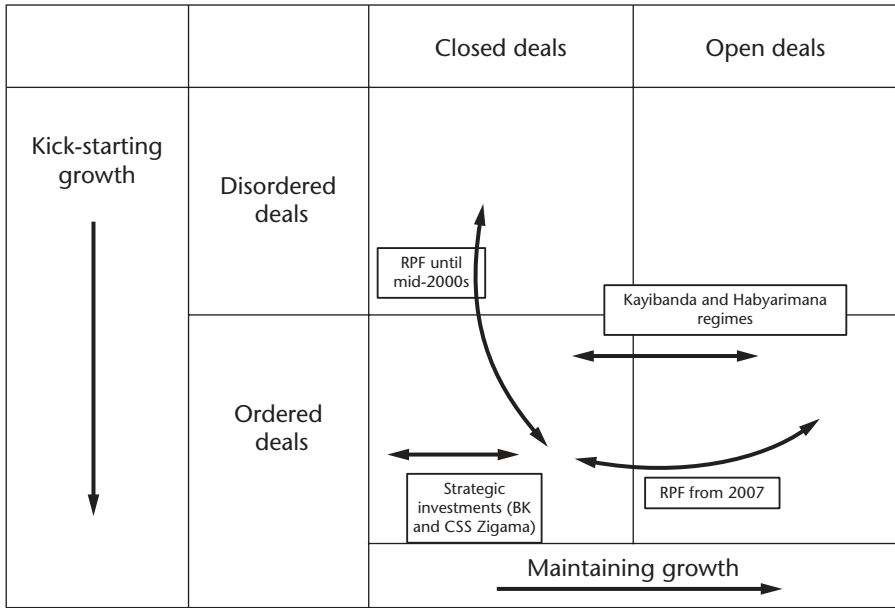 Closed deals
Open deals
Kick-starting
growth
Disordered
deals
RPF until
mid-2000s
Kayibanda and Habyarimana
regimes
Ordered
deals
Strategic
investments (BK
and CSS Zigama)
RPF from 2007
Maintaining growth